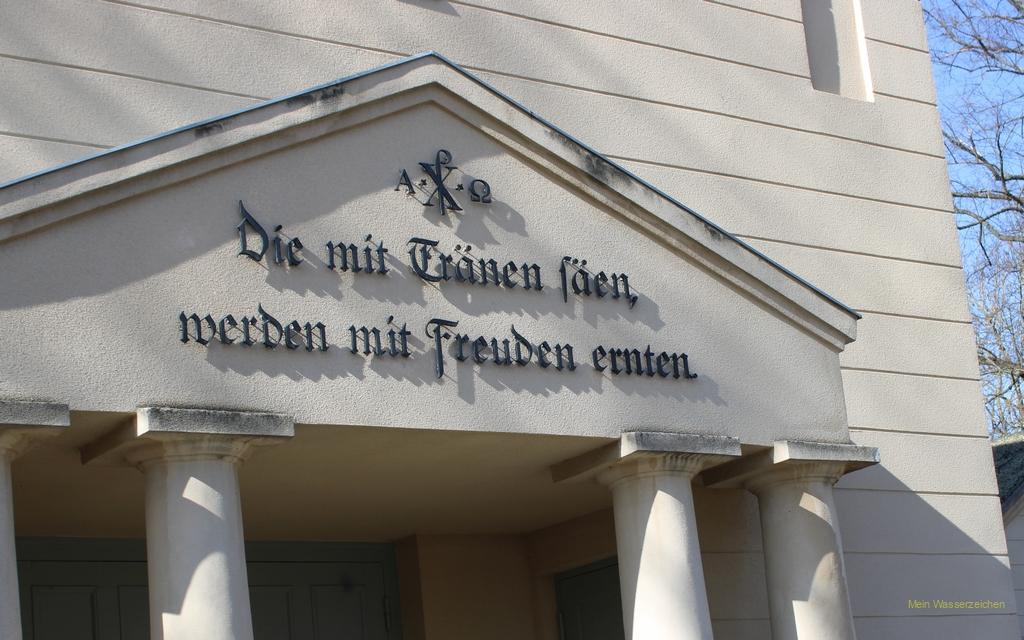 Α ☧ Ω
Die mit Tränen säen,
werden mit Freuden ernten.
Mein Wasserzeichen